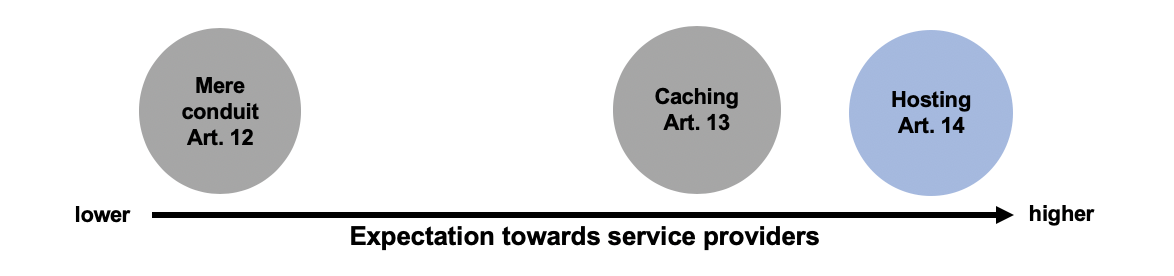 Mere
conduit
Art. 12
Caching
Art. 13
Hosting
Art. 14
lower
higher
Expectation towards service providers